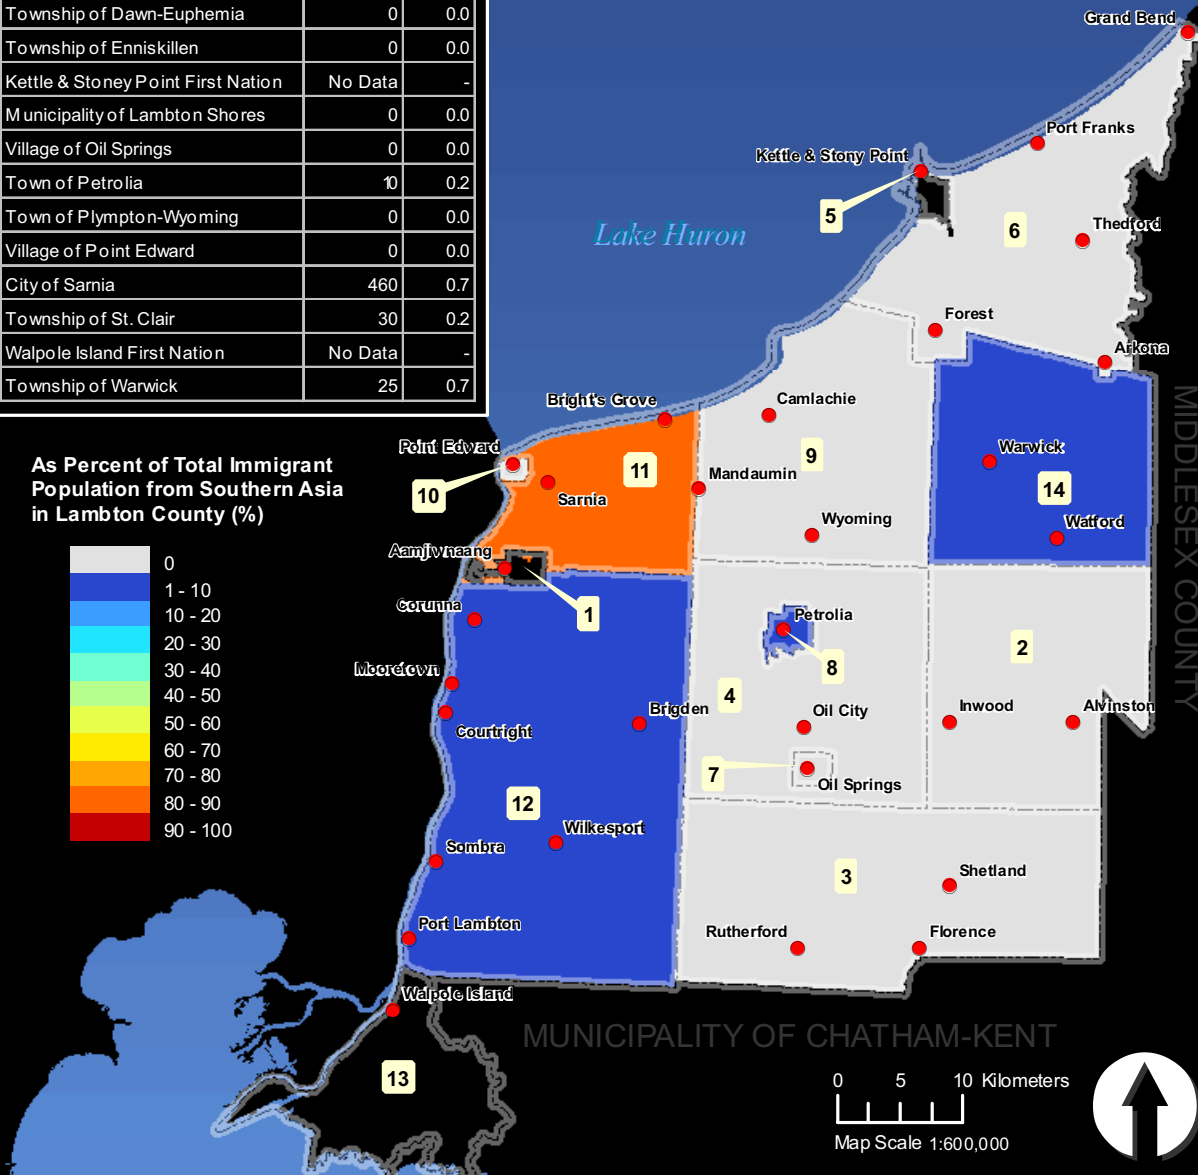 Township of Dawn-Euphemia 0 0.0
Township of Enniskillen 0 0.0
Kettle & Stoney Point First Nation No Data -
Municipality of Lambton Shores 0 0.0
Village of Oil Springs 0 0.0
Town of Petrolia 10 0.2
Town of Plympton-Wyoming 0 0.0
Village of Point Edward 0 0.0
City of Sarnia 460 0.7
Township of St. Clair 30 0.2
Walpole Island First Nation No Data -
Township of Warwick 25 0.7
Grand Bend
Port Franks
Kettle & Stony Point
5
6
Thedford
Lake Huron
Forest
Arkona
Bright's Grove
Camlachie
Point Edward
9
Warwick
11
Mandaumin
14
10
Sarnia
Wyoming
Watford
MIDDLESEX COUNTY
As Percent of Total Immigrant
Population from Southern Asia
in Lambton County (%)
0
1 - 10
10 - 20
20 - 30
30 - 40
40 - 50
50 - 60
60 - 70
70 - 80
80 - 90
90 - 100
Aamjiwnaang
Corunna
1
Petrolia
2
Mooretown
8
4
Brigden
Oil City
Inwood
Alvinston
Courtright
7
Oil Springs
12
Wilkesport
Sombra
3
Shetland
Port Lambton
Rutherford
Florence
Walpole Island
MUNICIPALITY OF CHATHAM-KENT
13
0 5 10 Kilometers
Map Scale 1:600,000